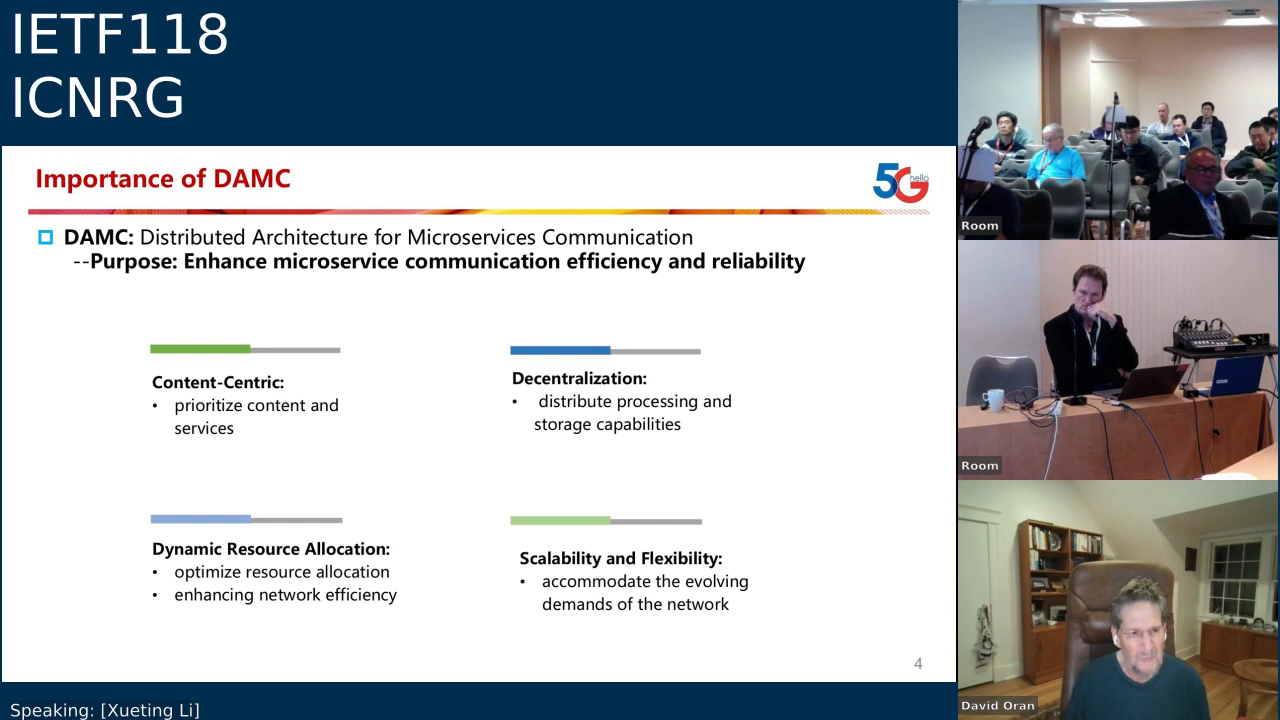 IETF118
ICNRG
Importance of DAMC
5G
hello
DAMC: Distributed Architecture for Microservices Communication
--Purpose: Enhance microservice communication efficiency and reliability
Content-Centric:
• prioritize content and
services
Decentralization:
• distribute processing and
storage capabilities
Dynamic Resource Allocation:
• optimize resource allocation
• enhancing network efficiency
Scalability and Flexibility:
• accommodate the evolving
demands of the network
4
Speaking: [Xueting Li]
Room
Room
David Oran